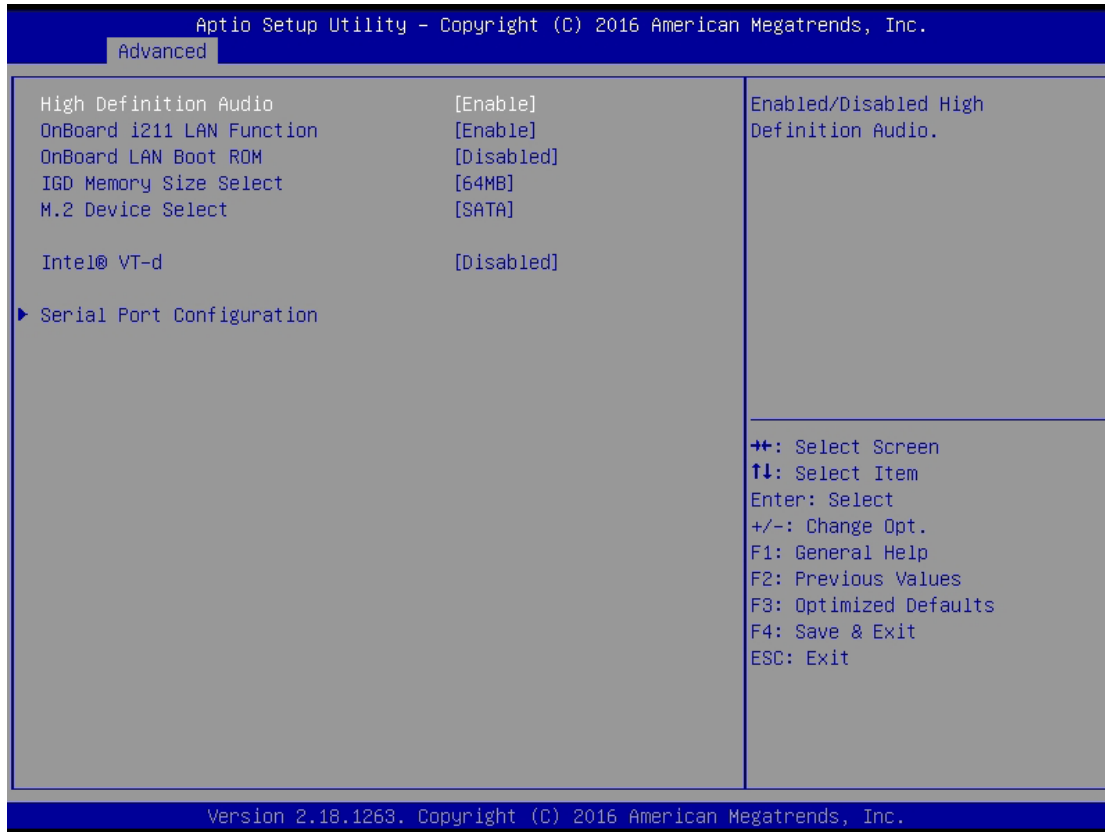 Aptio Setup Utility – Copyright (C) 2016 American Megatrends, Inc.
Advanced
High Definition Audio [Enable]
OnBoard i211 LAN Function [Enable]
OnBoard LAN Boot ROM [Disabled]
IGD Memory Size Select [64MB]
M.2 Device Select [SATA]
Intel® VT-d [Disabled]
▶ Serial Port Configuration
Enabled/Disabled High
Definition Audio.
→←: Select Screen
↑↓: Select Item
Enter: Select
+/-: Change Opt.
F1: General Help
F2: Previous Values
F3: Optimized Defaults
F4: Save & Exit
ESC: Exit
Version 2.18.1263. Copyright (C) 2016 American Megatrends, Inc.